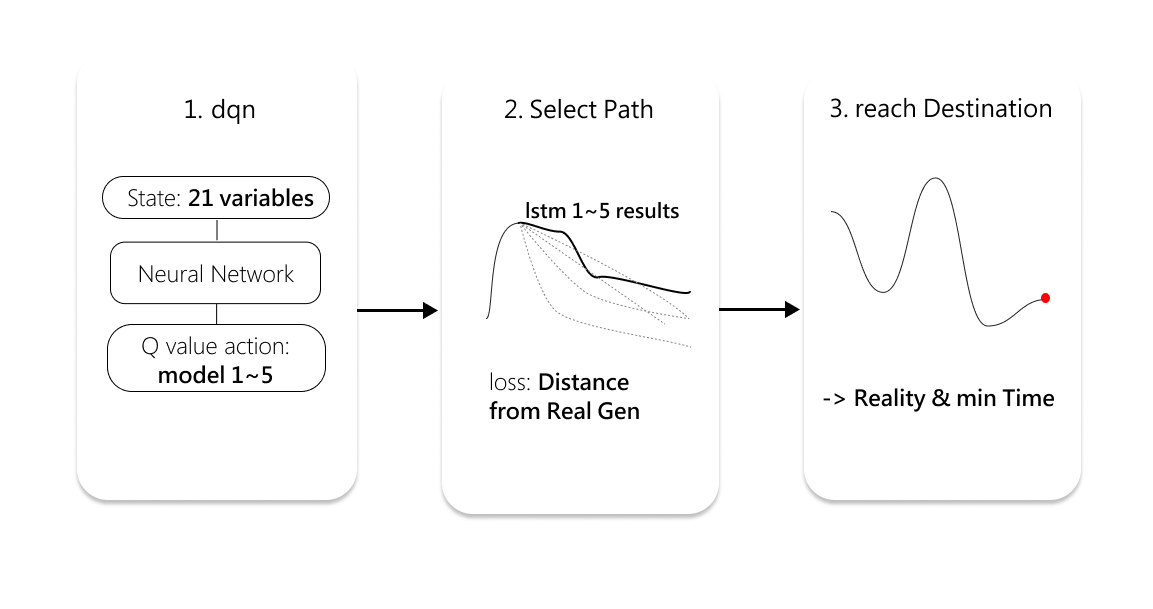 1. dqn
State: 21 variables
Neural Network
Q value action:
model 1~5
2. Select Path
lstm 1~5 results
loss: Distance
from Real Gen
3. reach Destination
-> Reality & min Time